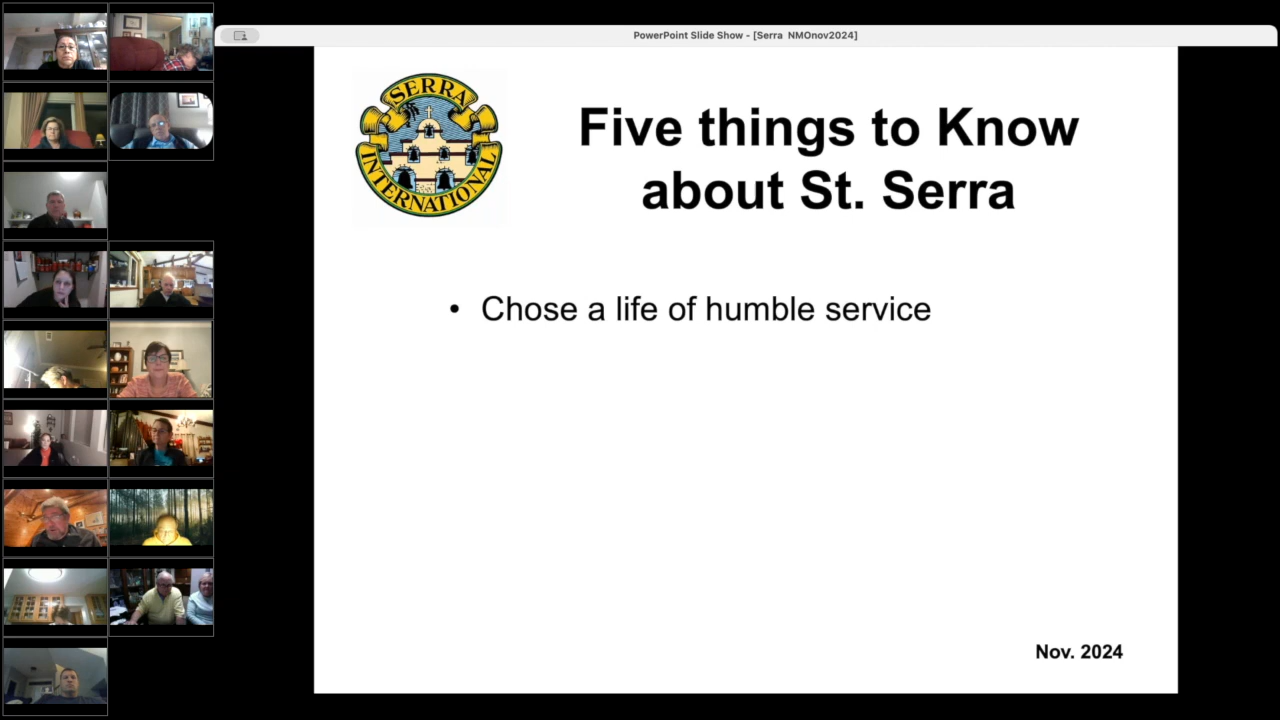 PowerPoint Slide Show - [Serra NMOnov2024]
SERRA
INTERNATIONAL
Five things to Know
about St. Serra
• Chose a life of humble service
Nov. 2024